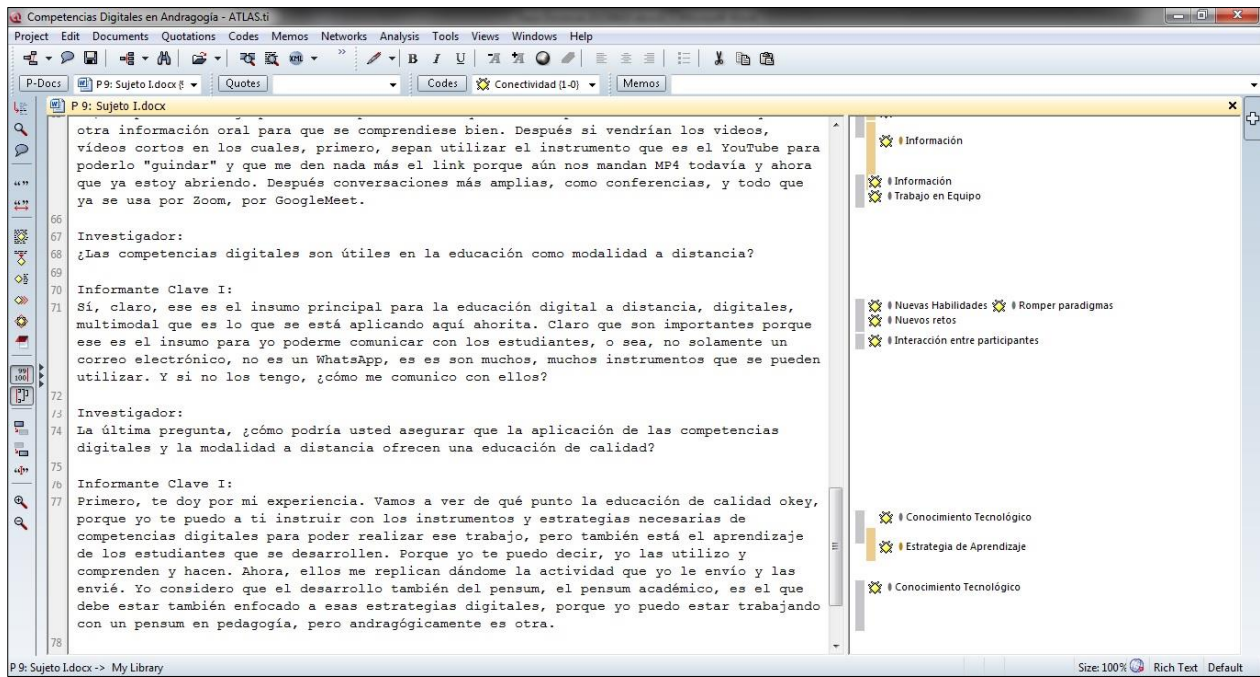 Competencias Digitales en Andragogía - ATLAS.ti
Project Edit Documents Quotations Codes Memos Networks Analysis Tools Views Windows Help
B I U
P-Docs P 9: Sujeto I.docx Quotes Codes Conectividad {1-0} Memos
P 9: Sujeto I.docx
otra información oral para que se comprendiese bien. Después si vendrían los videos,
vídeos cortos en los cuales, primero, sepan utilizar el instrumento que es el YouTube para
poderlo "guindar" y que me den nada más el link porque aún nos mandan MP4 todavía y ahora
que ya estoy abriendo. Después conversaciones más amplias, como conferencias, y todo que
ya se usa por Zoom, por GoogleMeet.
66
67 Investigador:
68 ¿Las competencias digitales son útiles en la educación como modalidad a distancia?
69
70 Informante Clave I:
71 Sí, claro, ese es el insumo principal para la educación digital a distancia, digitales,
multimodal que es lo que se está aplicando aquí ahorita. Claro que son importantes porque
ese es el insumo para yo poderme comunicar con los estudiantes, o sea, no solamente un
correo electrónico, no es un WhatsApp, es es son muchos, muchos instrumentos que se pueden
utilizar. Y si no los tengo, ¿cómo me comunico con ellos?
72
73 Investigador:
74 La última pregunta, ¿cómo podría usted asegurar que la aplicación de las competencias
digitales y la modalidad a distancia ofrecen una educación de calidad?
75
76 Informante Clave I:
77 Primero, te doy por mi experiencia. Vamos a ver de qué punto la educación de calidad okey,
porque yo te puedo a ti instruir con los instrumentos y estrategias necesarias de
competencias digitales para poder realizar ese trabajo, pero también está el aprendizaje
de los estudiantes que se desarrollen. Porque yo te puedo decir, yo las utilizo y
comprenden y hacen. Ahora, ellos me replican dándome la actividad que yo le envío y las
envié. Yo considero que el desarrollo también del pensum, el pensum académico, es el que
debe estar también enfocado a esas estrategias digitales, porque yo puedo estar trabajando
con un pensum en pedagogía, pero andragógicamente es otra.
78
Información
Información
Trabajo en Equipo
Nuevas Habilidades Romper paradigmas
Nuevos retos
Interacción entre participantes
Conocimiento Tecnológico
Estrategia de Aprendizaje
Conocimiento Tecnológico
P 9: Sujeto I.docx -> My Library
Size: 100% Rich Text Default